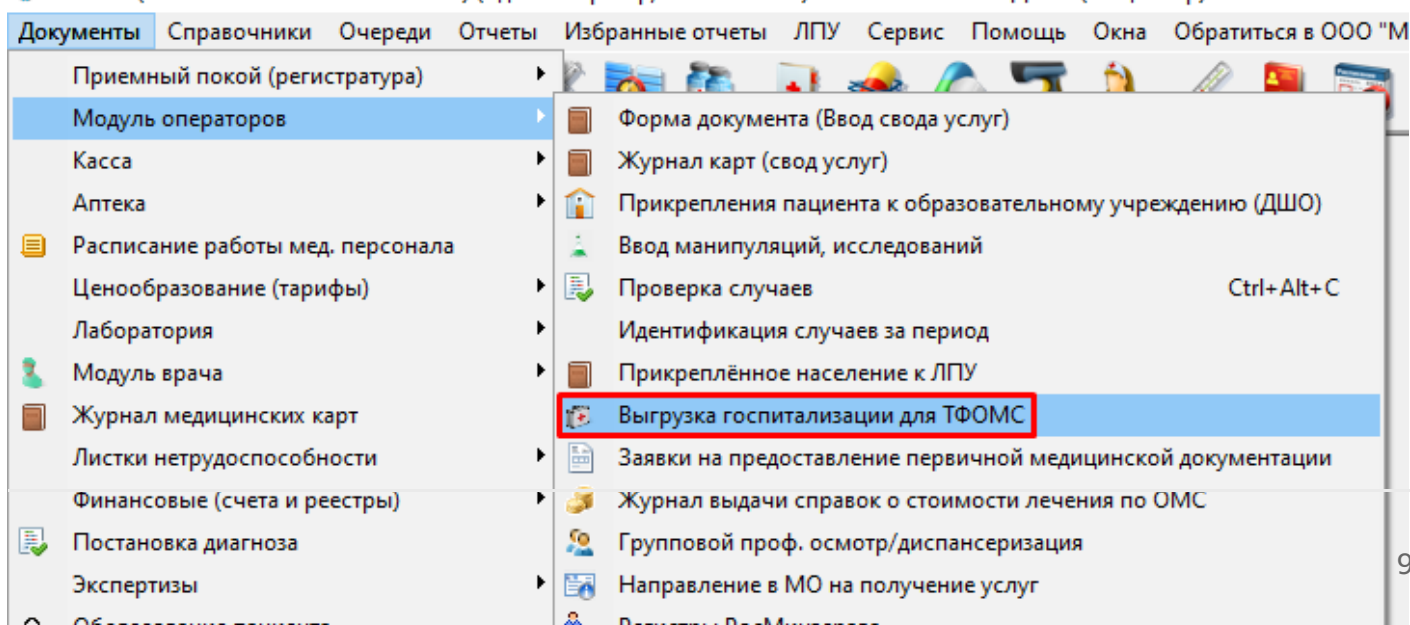 Документы Справочники Очереди Отчеты Избранные отчеты ЛПУ Сервис Помощь Окна Обратиться в ООО "М
Приемный покой (регистратура)
Модуль операторов
Касса
Аптека
Расписание работы мед. персонала
Ценообразование (тарифы)
Лаборатория
Модуль врача
Журнал медицинских карт
Листки нетрудоспособности
Финансовые (счета и реестры)
Постановка диагноза
Экспертизы
Форма документа (Ввод свода услуг)
Журнал карт (свод услуг)
Прикрепления пациента к образовательному учреждению (ДШО)
Ввод манипуляций, исследований
Проверка случаев Ctrl+Alt+C
Идентификация случаев за период
Прикреплённое население к ЛПУ
Выгрузка госпитализации для ТФОМС
Заявки на предоставление первичной медицинской документации
Журнал выдачи справок о стоимости лечения по ОМС
Групповой проф. осмотр/диспансеризация
Направление в МО на получение услуг
9